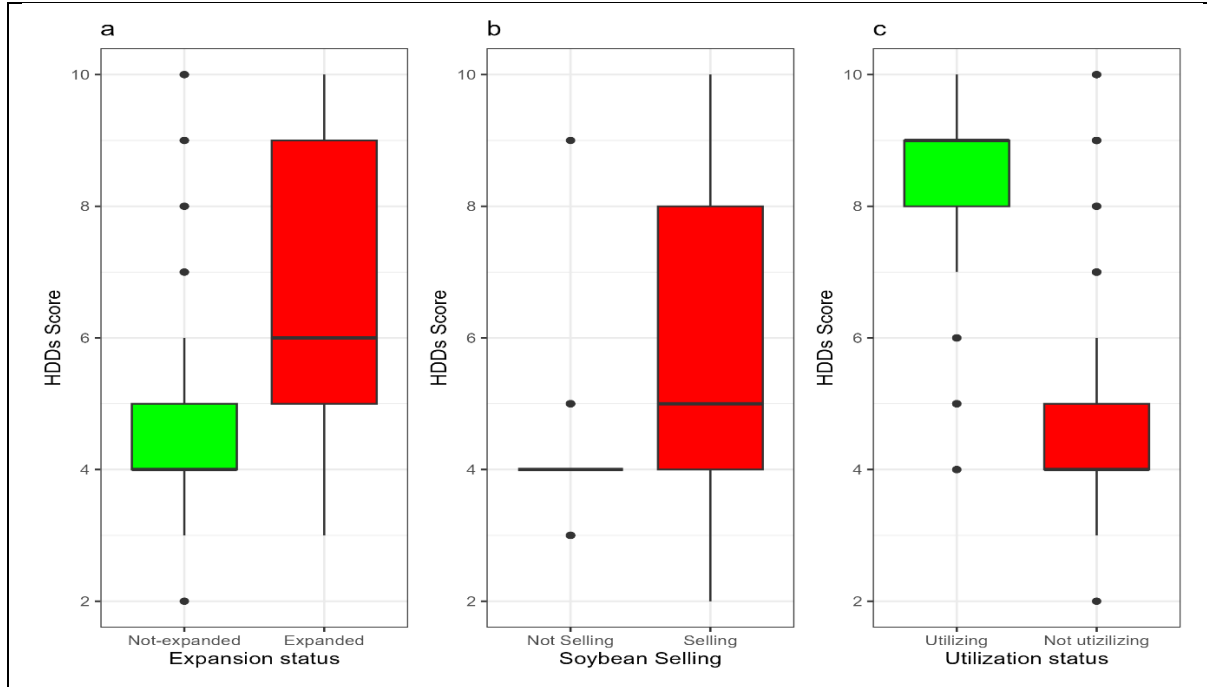 a
HDDs Score
10
8
6
4
2
Not-expanded Expanded
Expansion status
b
HDDs Score
10
8
6
4
2
Not Selling Selling
Soybean Selling
c
HDDs Score
10
8
6
4
2
Utilizing Not utizilizing
Utilization status